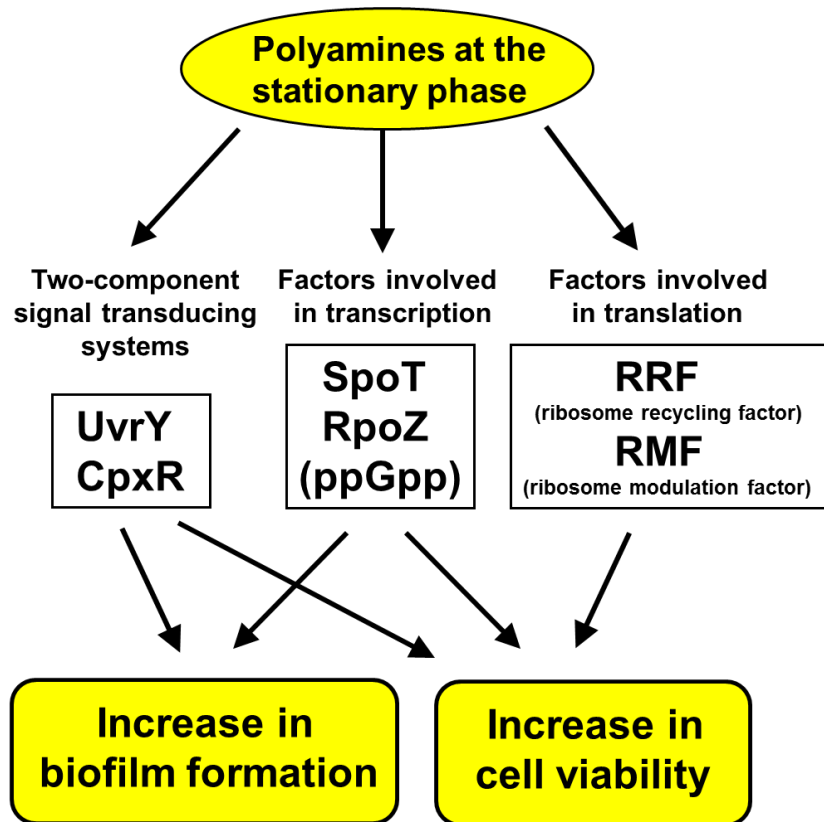 Polyamines at the
stationary phase
Two-component
signal transducing
systems
Factors involved
in transcription
Factors involved
in translation
UvrY
CpxR
SpoT
RpoZ
(ppGpp)
RRF
(ribosome recycling factor)
RMF
(ribosome modulation factor)
Increase in
biofilm formation
Increase in
cell viability